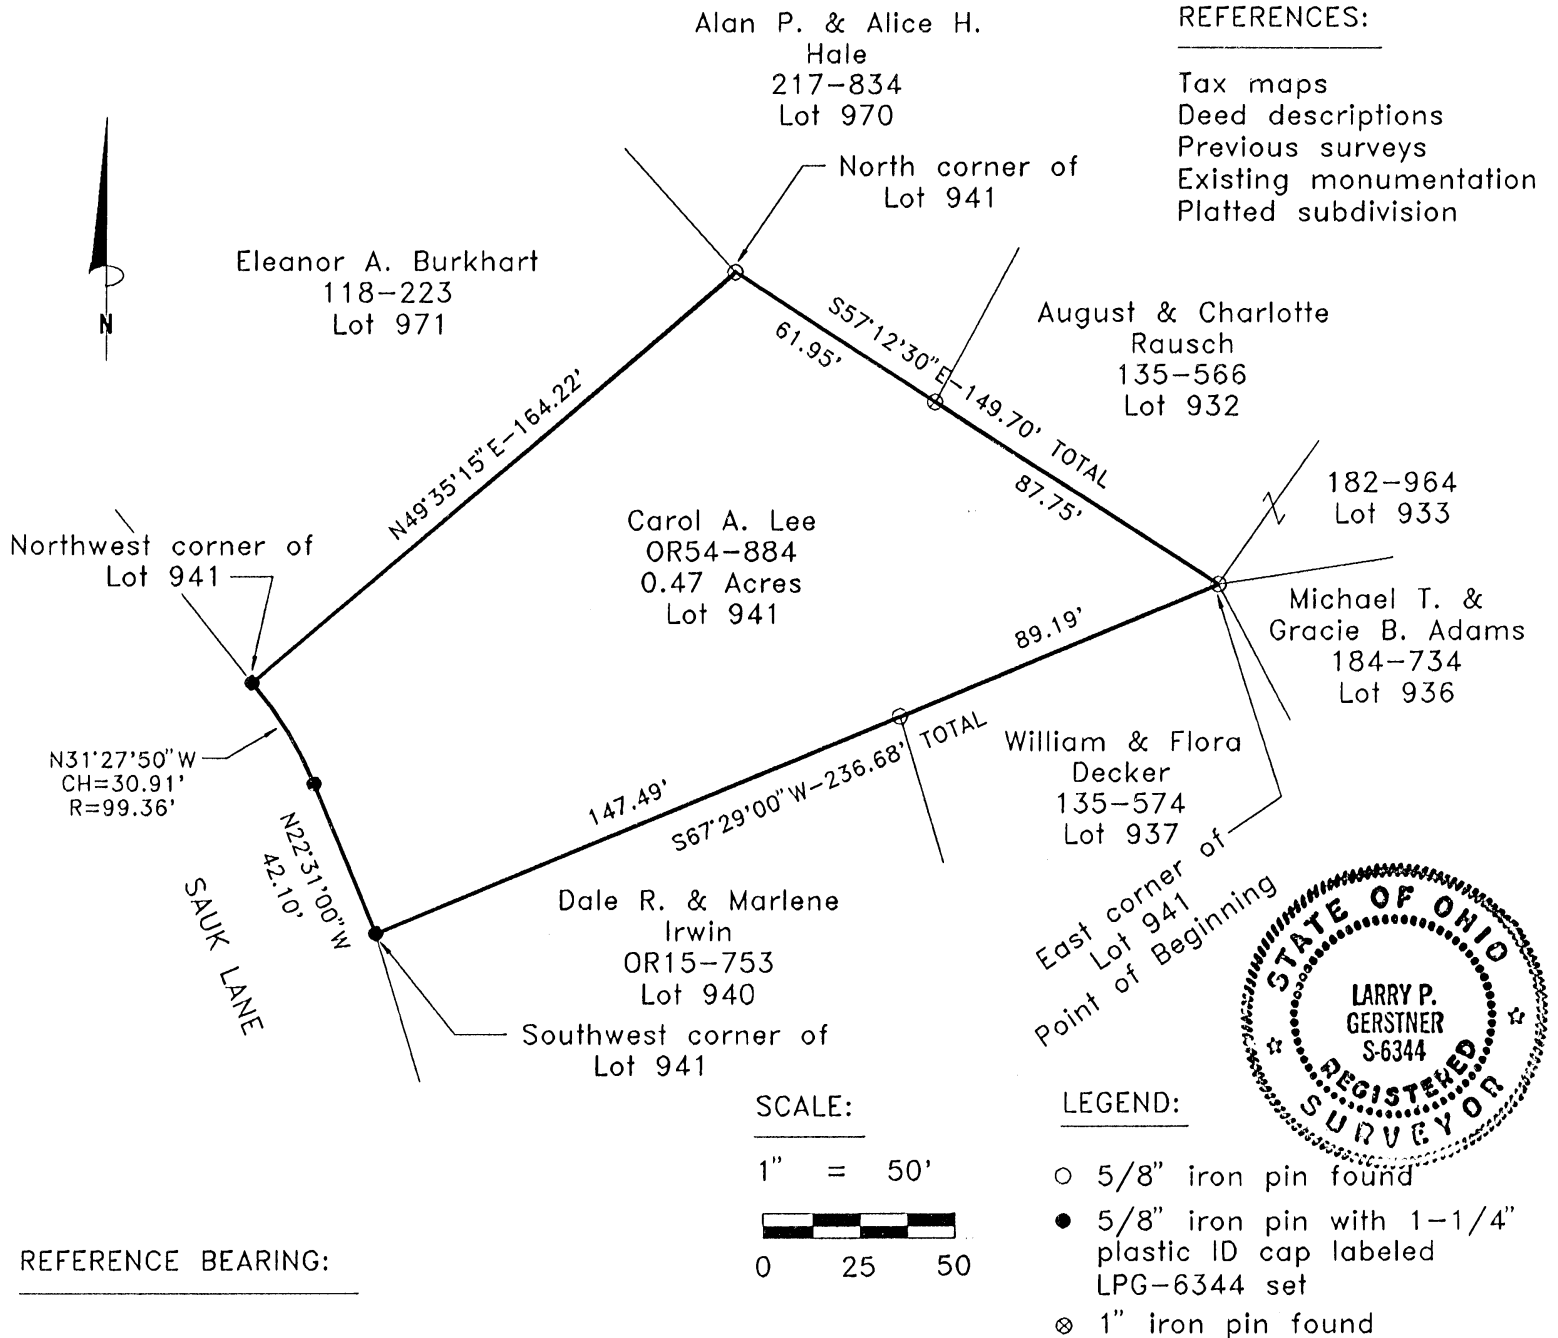 Alan P. & Alice H.
Hale
217-834
Lot 970
REFERENCES:
Tax maps
Deed descriptions
Previous surveys
Existing monumentation
Platted subdivision
North corner of
Lot 941
N
Eleanor A. Burkhart
118-223
Lot 971
S57°12'30"E-149.70' TOTAL
61.95'
87.75'
August & Charlotte
Rausch
135-566
Lot 932
N49°35'15"E-164.22'
182-964
Lot 933
Northwest corner of
Lot 941
Carol A. Lee
OR54-884
0.47 Acres
Lot 941
89.19'
Michael T. &
Gracie B. Adams
184-734
Lot 936
N31°27'50"W
CH=30.91'
R=99.36'
147.49'
S67°29'00"W-236.68' TOTAL
William & Flora
Decker
135-574
Lot 937
N22°31'00"W
42.10'
SAUK LANE
Dale R. & Marlene
Irwin
OR15-753
Lot 940
East corner of
Lot 941
Point of Beginning
Southwest corner of
Lot 941
STATE OF OHIO
LARRY P.
GERSTNER
S-6344
REGISTERED
SURVEYOR
SCALE:
1" = 50'
0 25 50
LEGEND:
5/8" iron pin found
5/8" iron pin with 1-1/4"
plastic ID cap labeled
LPG-6344 set
1" iron pin found
REFERENCE BEARING: